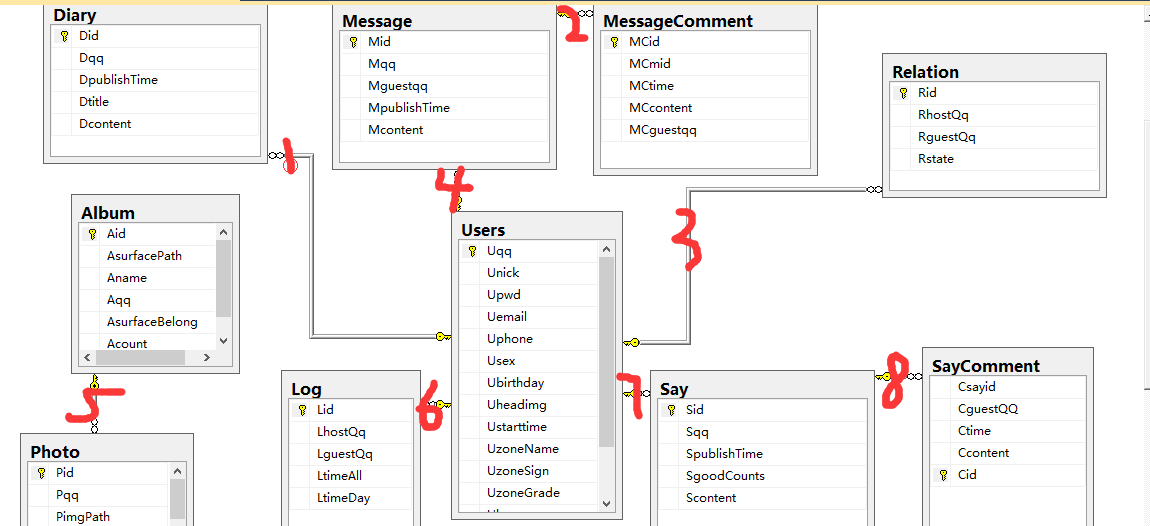 Diary
Did
Dqq
DpublishTime
Dtitle
Dcontent
1
Message
Mid
Mqq
Mguestqq
MpublishTime
Mcontent
2
MessageComment
MCid
MCmid
MCtime
MCcontent
MCguestqq
Relation
Rid
RhostQq
RguestQq
Rstate
3
4
Album
Aid
AsurfacePath
Aname
Aqq
AsurfaceBelong
Acount
5
Users
Uqq
Unick
Upwd
Uemail
Uphone
Usex
Ubirthday
Uheadimg
Ustarttime
UzoneName
UzoneSign
UzoneGrade
Photo
Pid
Pqq
PimgPath
Log
Lid
LhostQq
LguestQq
LtimeAll
LtimeDay
6
7
Say
Sid
Sqq
SpublishTime
SgoodCounts
Scontent
8
SayComment
Csayid
CguestQQ
Ctime
Ccontent
Cid